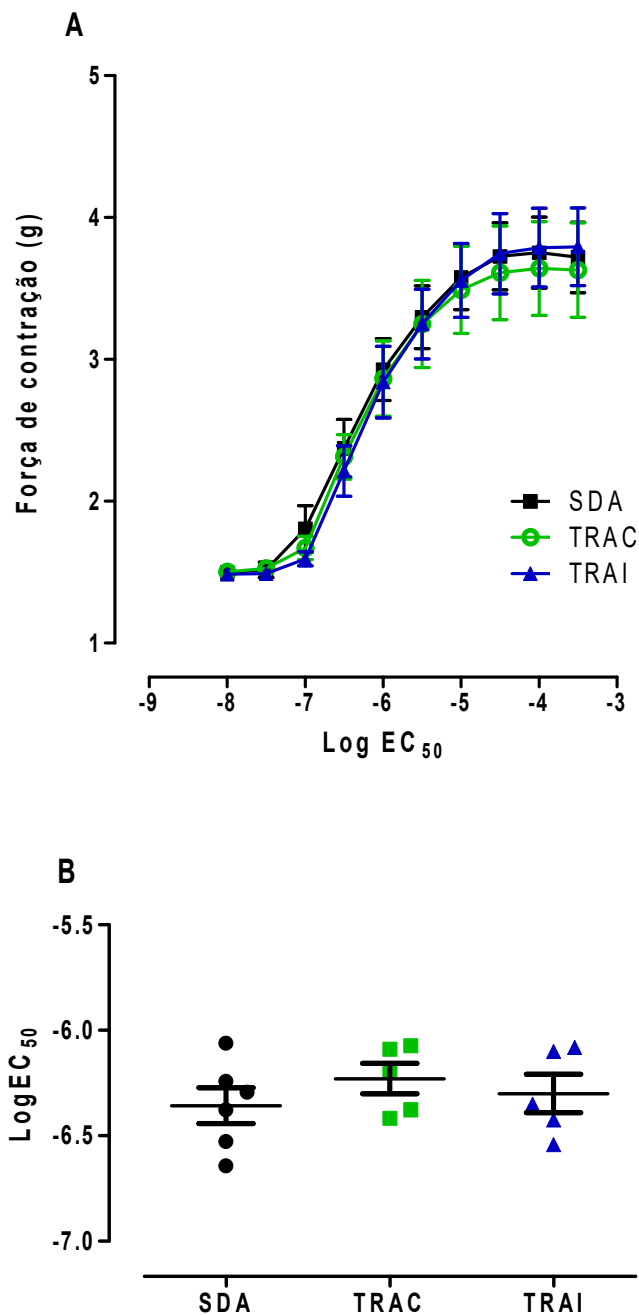 A
5
4
3
2
1
Força de contração (g)
SDA
TRAC
TRAI
-9 -8 -7 -6 -5 -4 -3
Log EC50
B
-5.5
-6.0
-6.5
-7.0
LogEC50
SDA TRAC TRAI